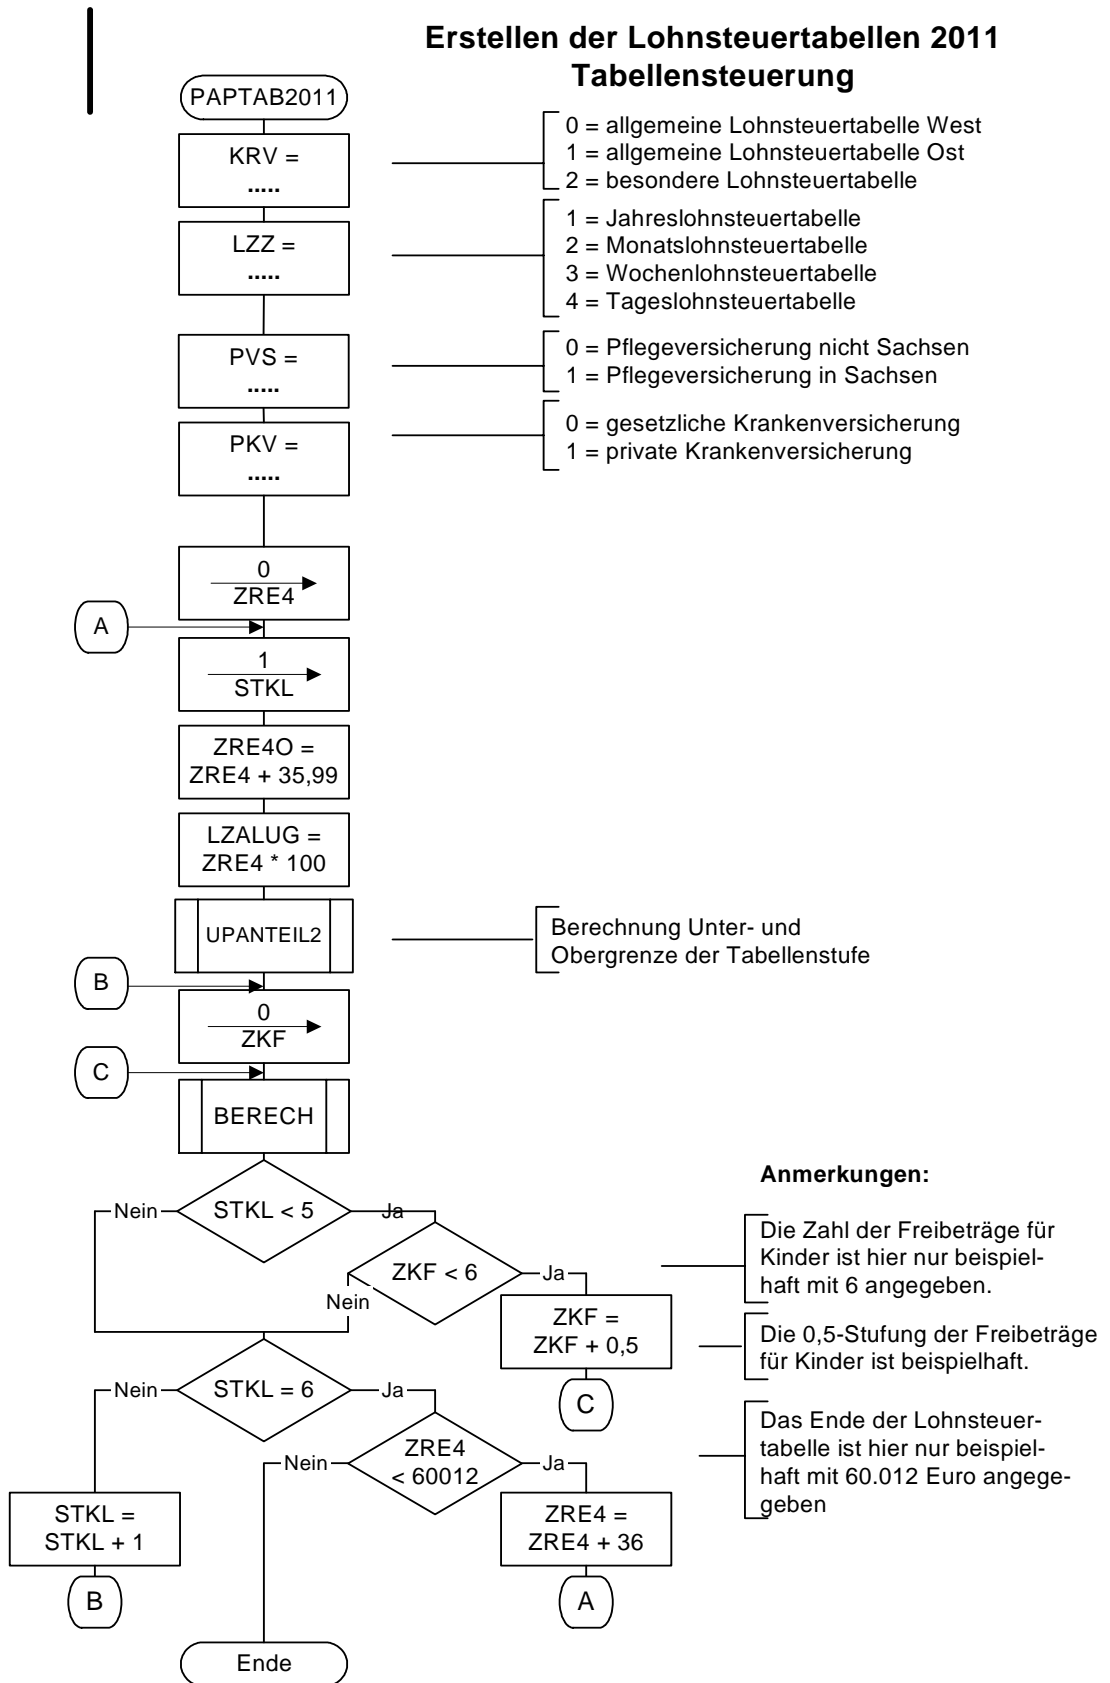 Erstellen der Lohnsteuertabellen 2011
Tabellensteuerung
PAPTAB2011
KRV =
.....
0 = allgemeine Lohnsteuertabelle West
1 = allgemeine Lohnsteuertabelle Ost
2 = besondere Lohnsteuertabelle
LZZ =
.....
1 = Jahreslohnsteuertabelle
2 = Monatslohnsteuertabelle
3 = Wochenlohnsteuertabelle
4 = Tageslohnsteuertabelle
PVS =
.....
0 = Pflegeversicherung nicht Sachsen
1 = Pflegeversicherung in Sachsen
PKV =
.....
0 = gesetzliche Krankenversicherung
1 = private Krankenversicherung
0
ZRE4
A
1
STKL
ZRE4O =
ZRE4 + 35,99
LZALUG =
ZRE4 * 100
UPANTEIL2
Berechnung Unter- und
Obergrenze der Tabellenstufe
B
0
ZKF
C
BERECH
Anmerkungen:
Nein
STKL < 5
Ja
Die Zahl der Freibeträge für
Kinder ist hier nur beispiel-
haft mit 6 angegeben.
ZKF < 6
Ja
Nein
ZKF =
ZKF + 0,5
Die 0,5-Stufung der Freibeträge
für Kinder ist beispielhaft.
Nein
STKL = 6
Ja
C
Das Ende der Lohnsteuer-
tabelle ist hier nur beispiel-
haft mit 60.012 Euro angege-
geben
Nein
ZRE4
< 60012
Ja
STKL =
STKL + 1
ZRE4 =
ZRE4 + 36
B
A
Ende